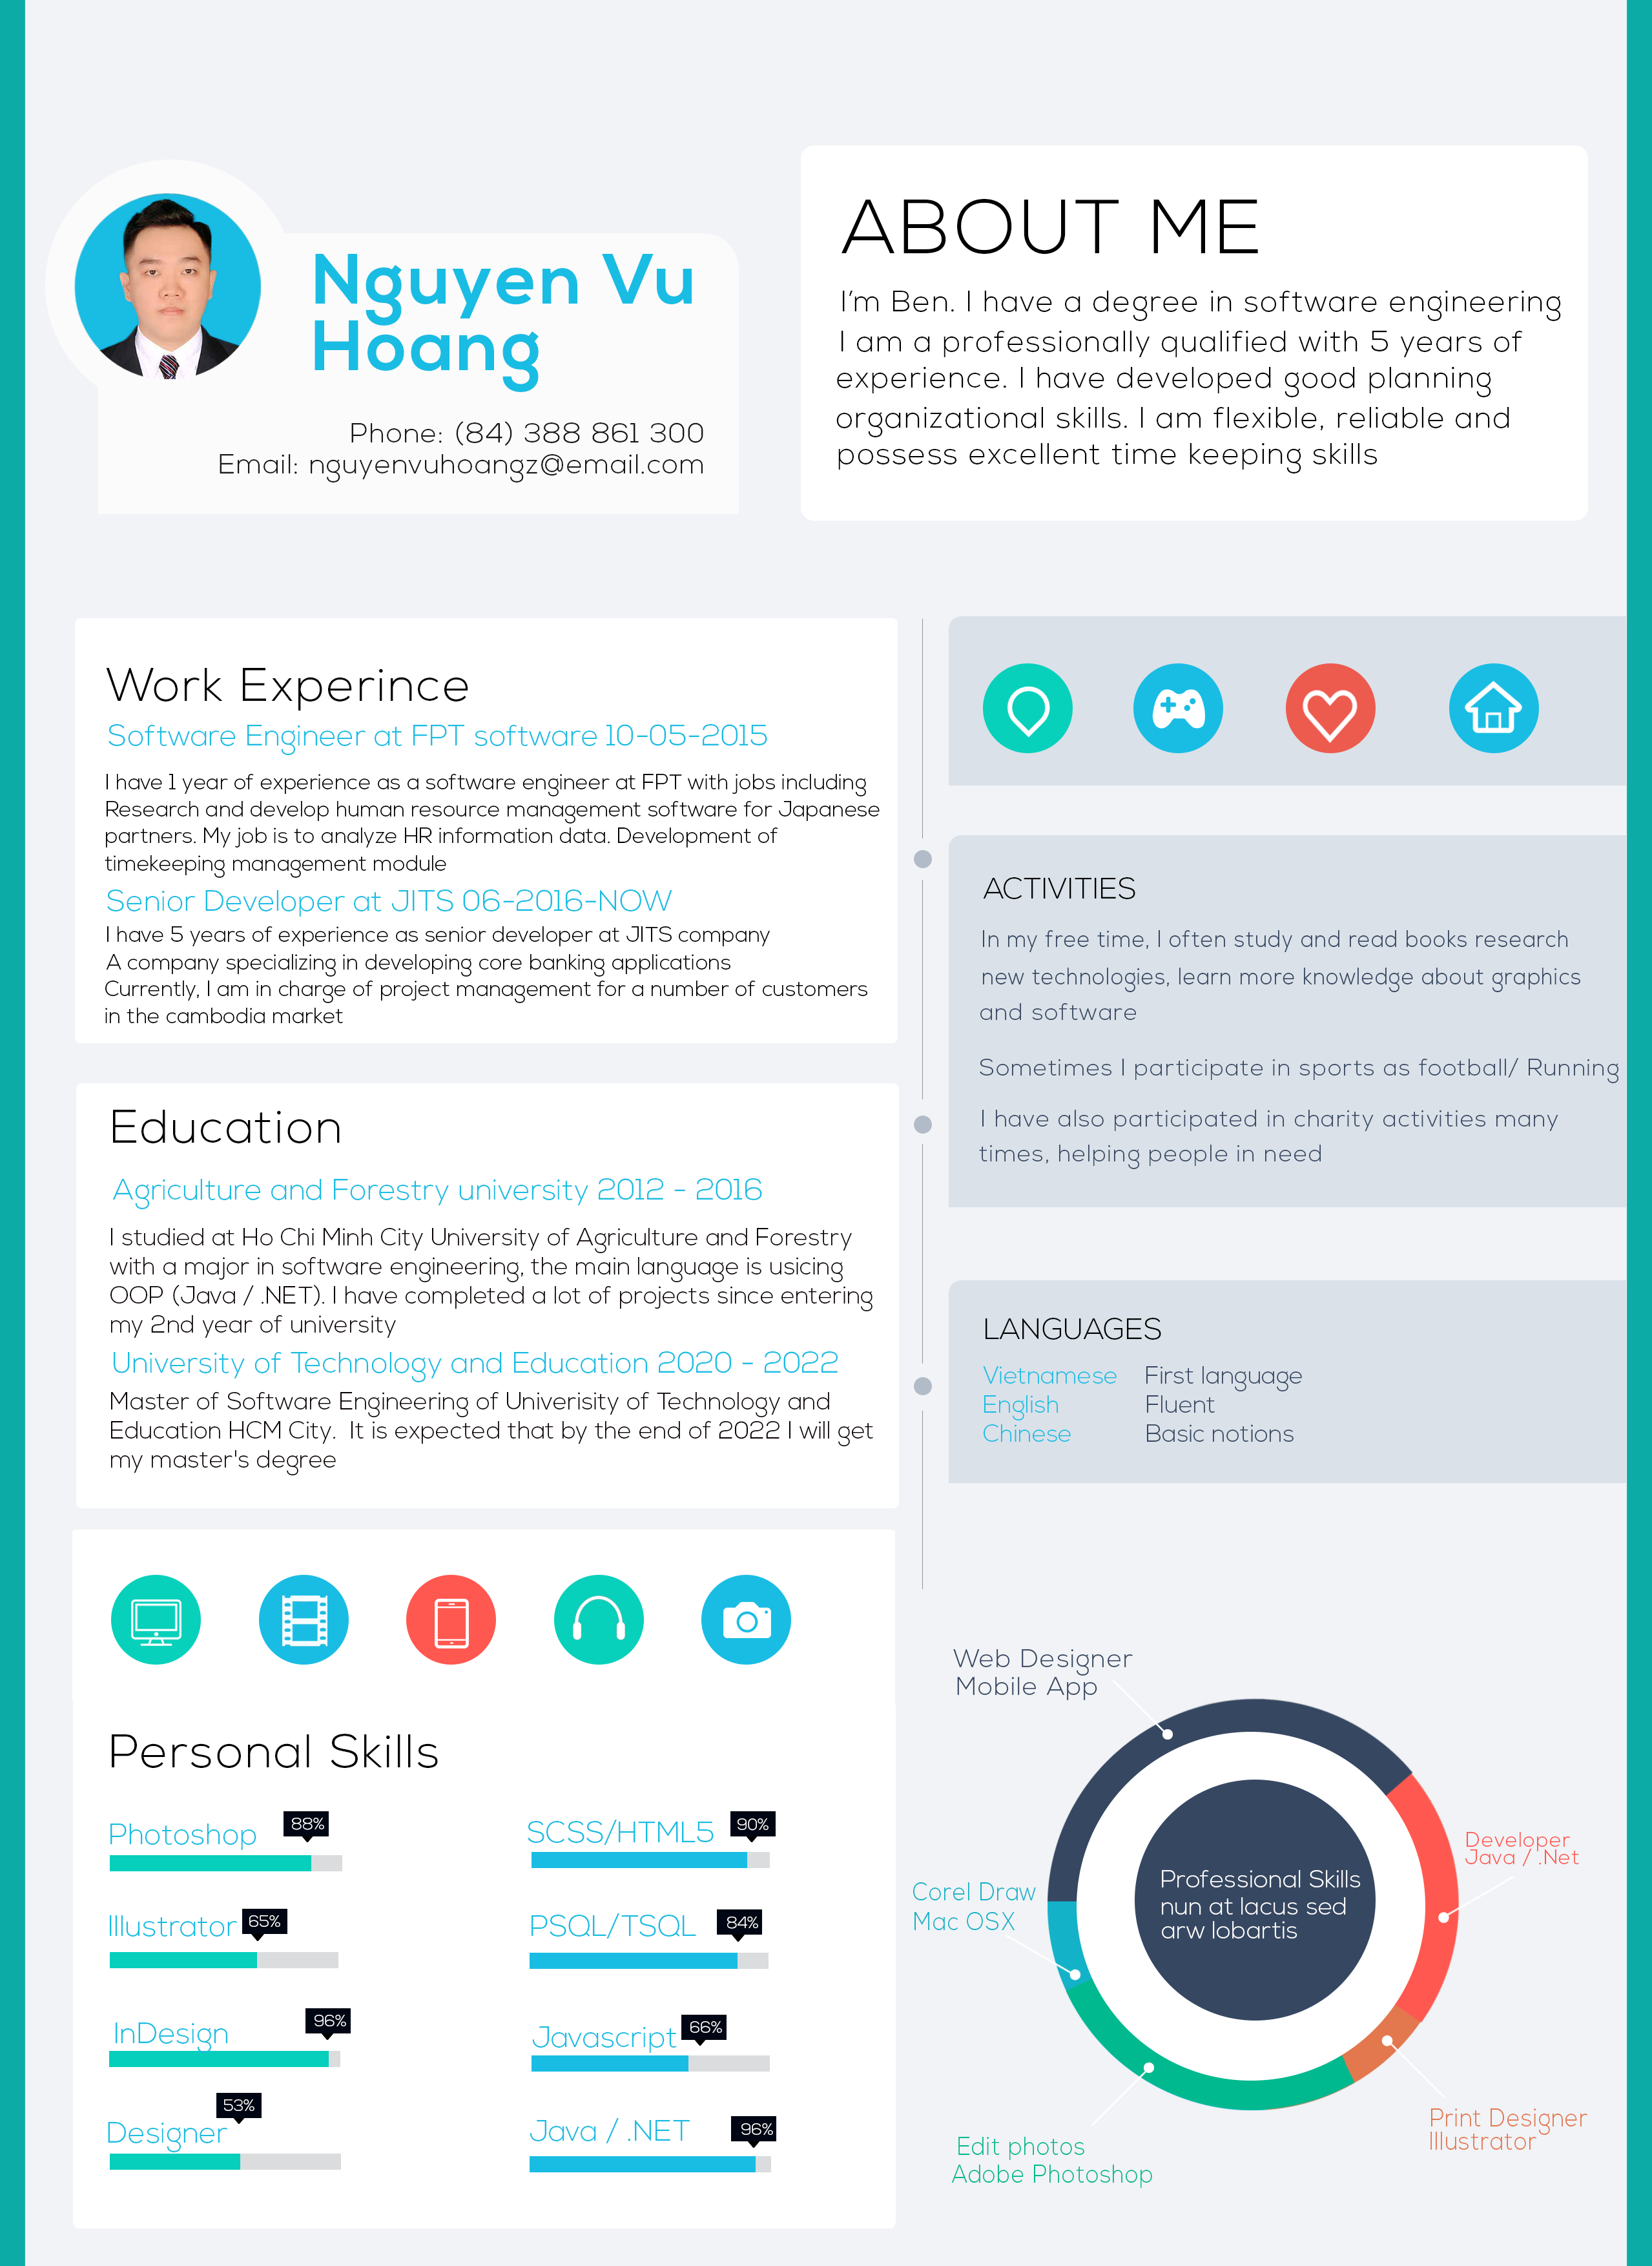 Nguyen Vu
Hoang
Phone: (84) 388 861 300
Email: nguyenvuhoangz@email.com
ABOUT ME
I'm Ben. I have a degree in software engineering
I am a professionally qualified with 5 years of
experience. I have developed good planning
organizational skills. I am flexible, reliable and
possess excellent time keeping skills
Work Experince
Software Engineer at FPT software 10-05-2015
I have 1 year of experience as a software engineer at FPT with jobs including
Research and develop human resource management software for Japanese
partners. My job is to analyze HR information data. Development of
timekeeping management module
Senior Developer at JITS 06-2016-NOW
I have 5 years of experience as senior developer at JITS company
A company specializing in developing core banking applications
Currently, I am in charge of project management for a number of customers
in the cambodia market
Education
Agriculture and Forestry university 2012 - 2016
I studied at Ho Chi Minh City University of Agriculture and Forestry
with a major in software engineering, the main language is usicing
OOP (Java / .NET). I have completed a lot of projects since entering
my 2nd year of university
University of Technology and Education 2020 - 2022
Master of Software Engineering of Univerisity of Technology and
Education HCM City. It is expected that by the end of 2022 I will get
my master's degree
ACTIVITIES
In my free time, I often study and read books research
new technologies, learn more knowledge about graphics
and software
Sometimes I participate in sports as football/ Running
I have also participated in charity activities many
times, helping people in need
LANGUAGES
Vietnamese First language
English Fluent
Chinese Basic notions
Personal Skills
Photoshop 88%
Illustrator 65%
InDesign 96%
Designer 53%
SCSS/HTML5 90%
PSQL/TSQL 84%
Javascript 66%
Java / .NET 96%
Web Designer
Mobile App
Developer
Java / .Net
Corel Draw
Mac OSX
Professional Skills
nun at lacus sed
arw lobartis
Print Designer
Illustrator
Edit photos
Adobe Photoshop